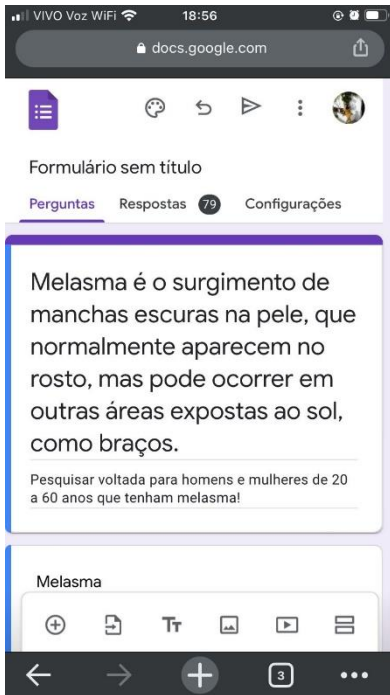 VIVO Voz WiFi 18:56
docs.google.com
Formulário sem título
Perguntas Respostas 79 Configurações
Melasma é o surgimento de
manchas escuras na pele, que
normalmente aparecem no
rosto, mas pode ocorrer em
outras áreas expostas ao sol,
como braços.
Pesquisar voltada para homens e mulheres de 20
a 60 anos que tenham melasma!
Melasma
Tт
3